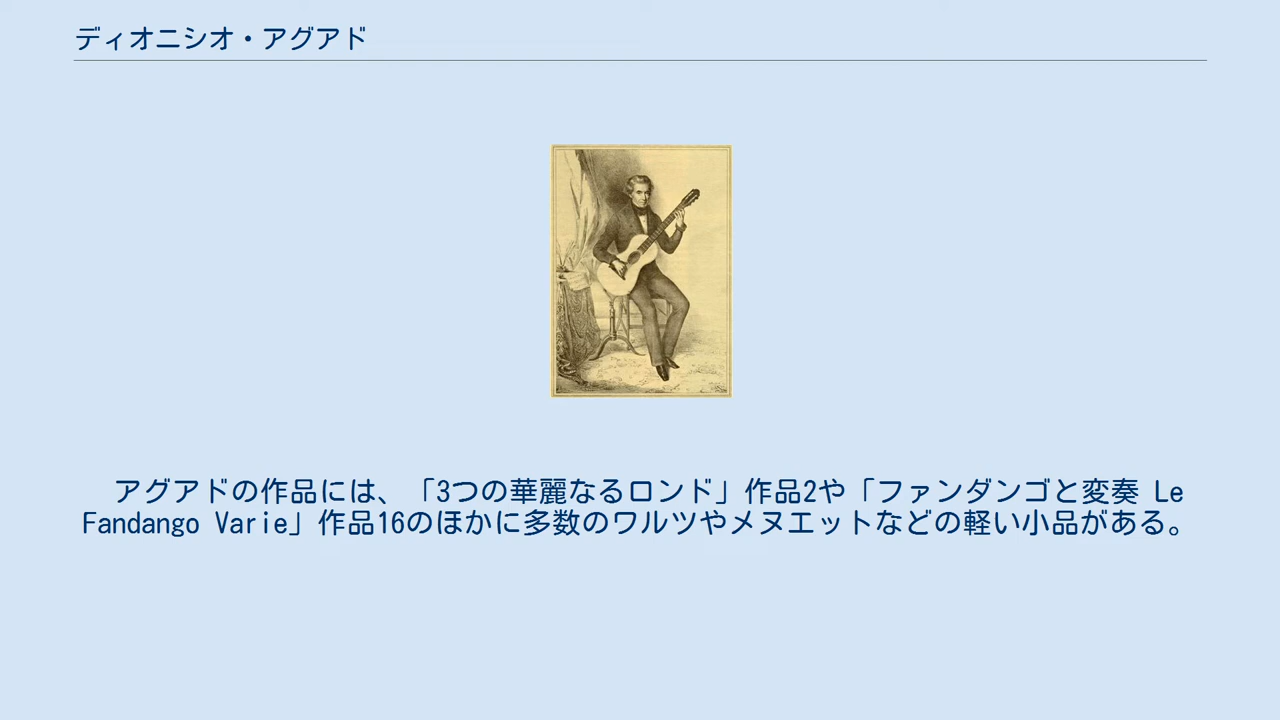 ディオニシオ・アグアド
アグアドの作品には、「3つの華麗なるロンド」作品2や「ファンダンゴと変奏 Le
Fandango Varie」作品16のほかに多数のワルツやメヌエットなどの軽い小品がある。